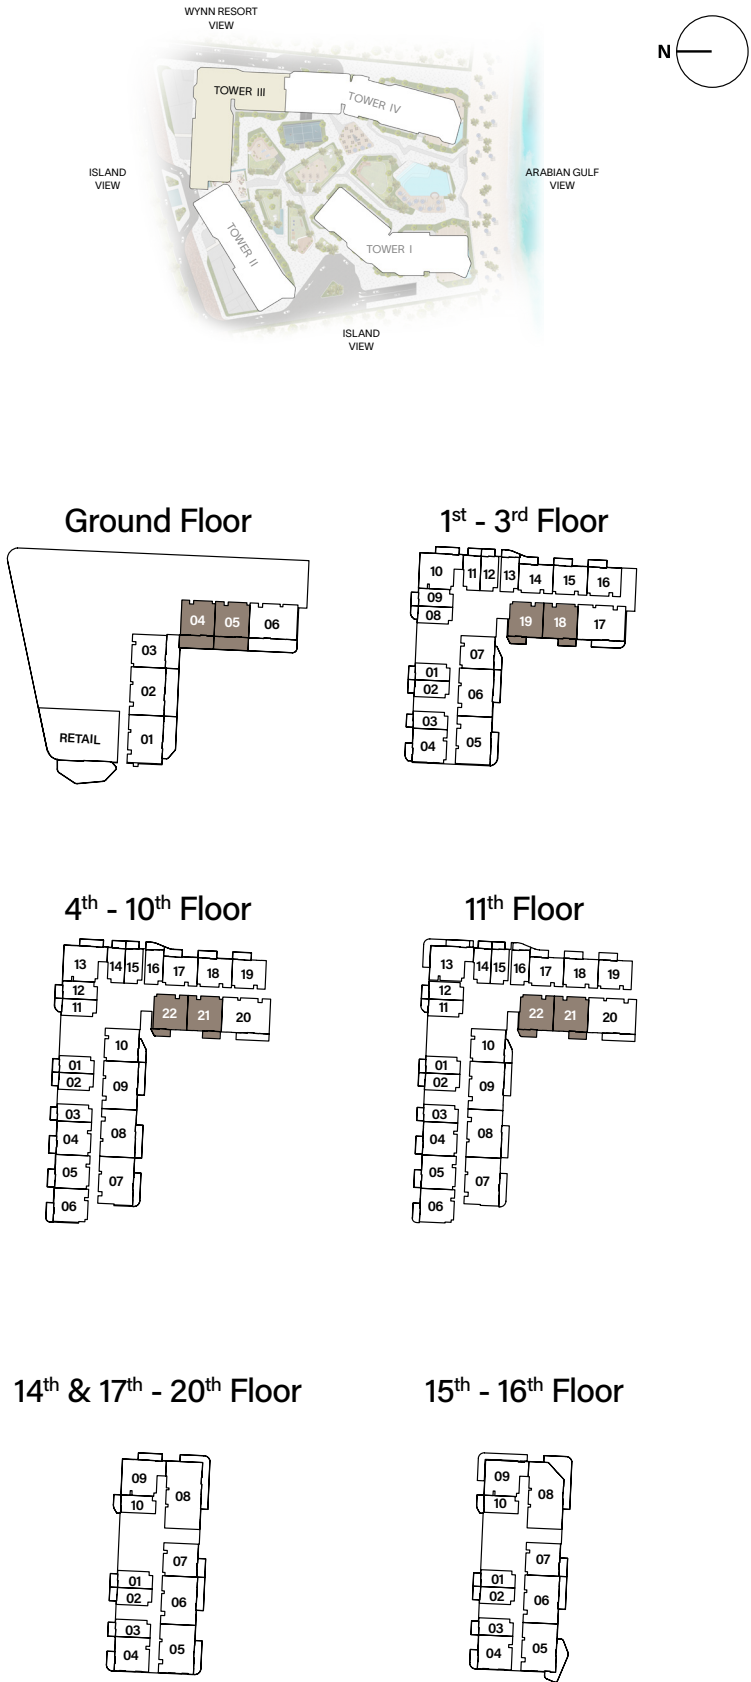 WYNN RESORT
VIEW
N
TOWER III
TOWER IV
ISLAND
VIEW
ARABIAN GULF
VIEW
TOWER II
TOWER I
ISLAND
VIEW
Ground Floor
04 05 06
03
02
01
RETAIL
1st - 3rd Floor
10 11 12 13 14 15 16
09
08
19 18 17
07
01
02
06
03
04
05
4th - 10th Floor
13 14 15 16 17 18 19
12
11
22 21 20
10
01
02
09
03
04
08
05
07
06
11th Floor
13 14 15 16 17 18 19
12
11
22 21 20
10
01
02
09
03
04
08
05
07
06
14th & 17th - 20th Floor
09
08
10
07
01
02
06
03
04
05
15th - 16th Floor
09
08
10
07
01
02
06
03
04
05